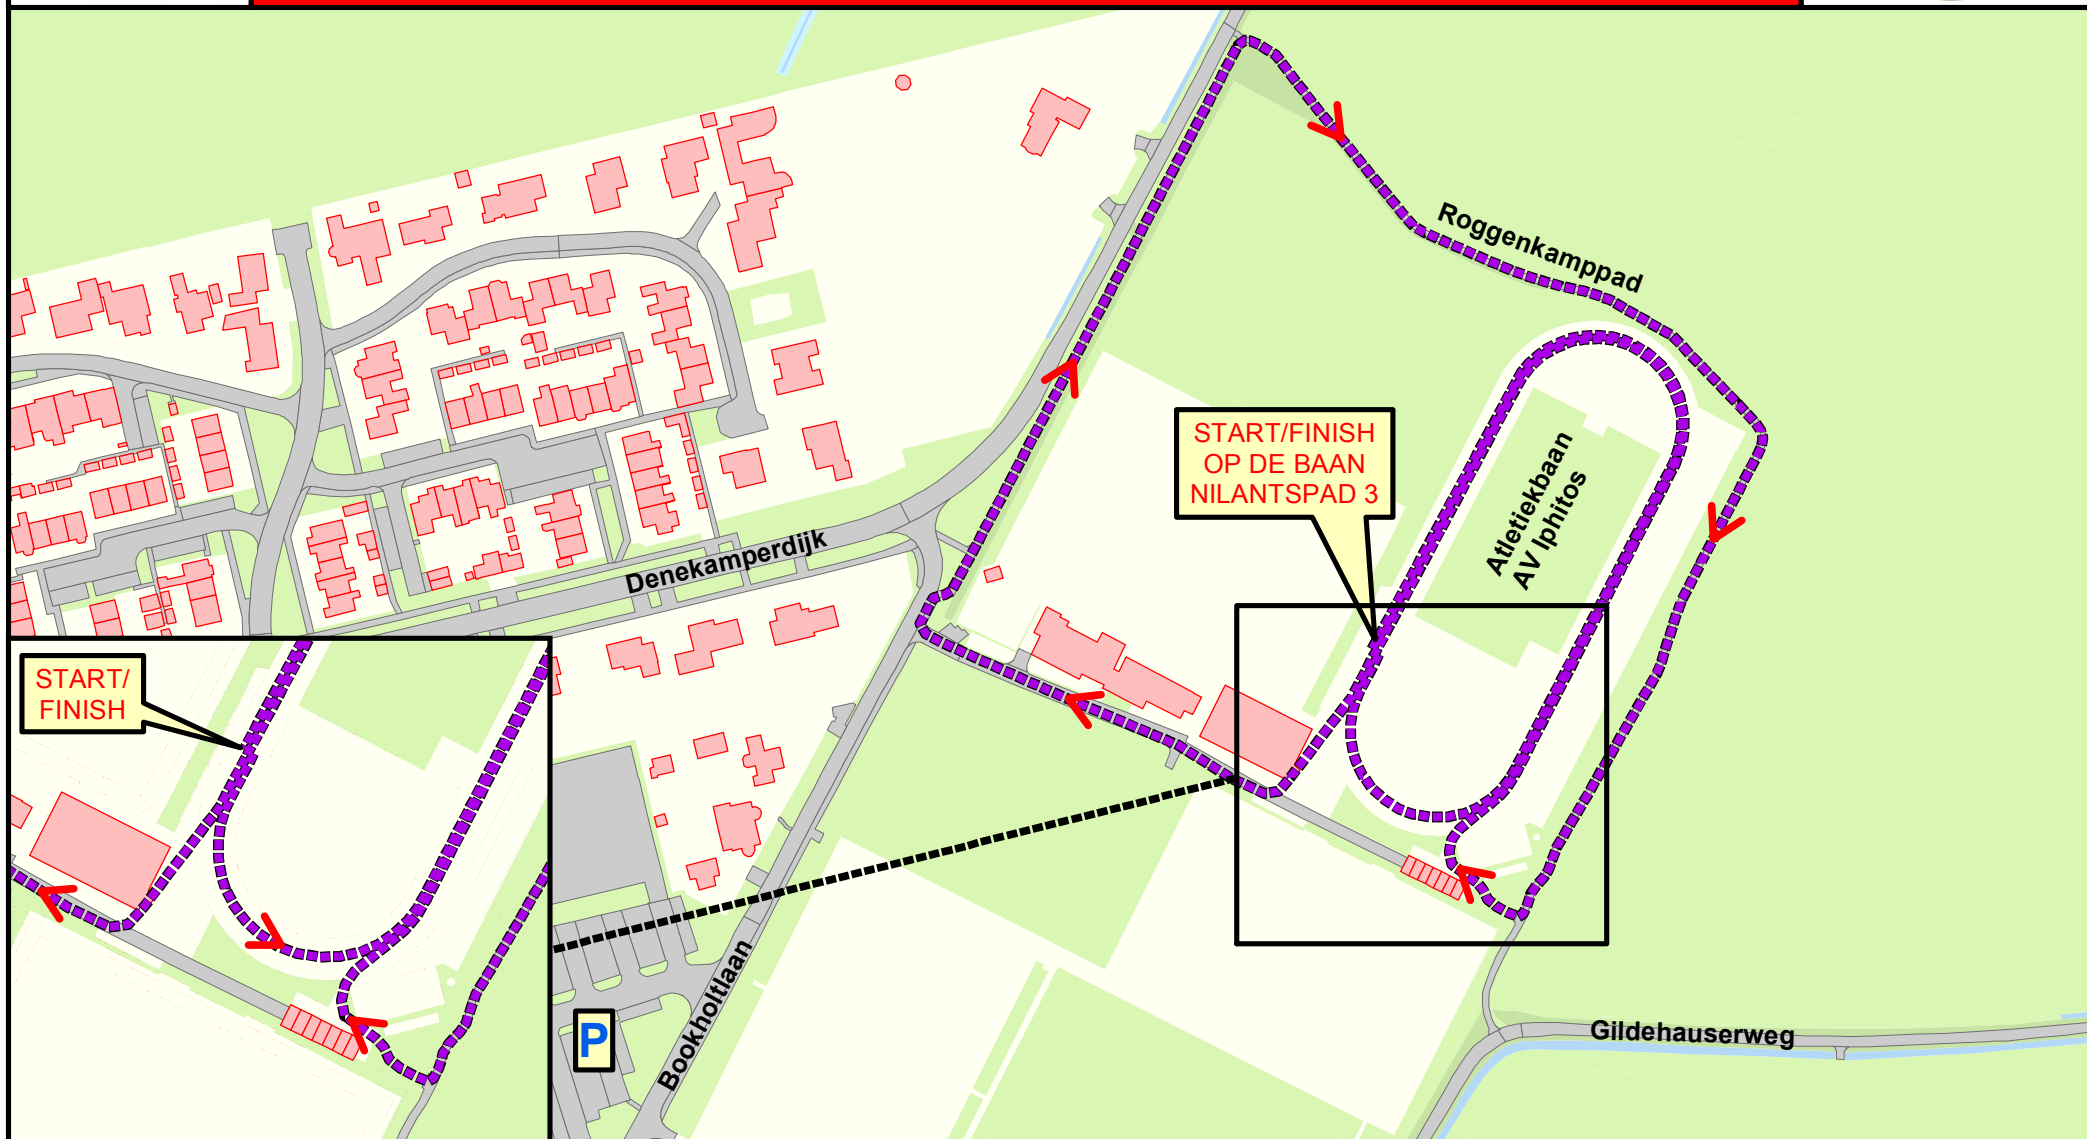 Roggenkamppad
START/FINISH
OP DE BAAN
NILANTSPAD 3
Atletiekbaan
AV Iphitos
Denekamperdijk
START/
FINISH
P
Bookholtlaan
Gildehauserweg